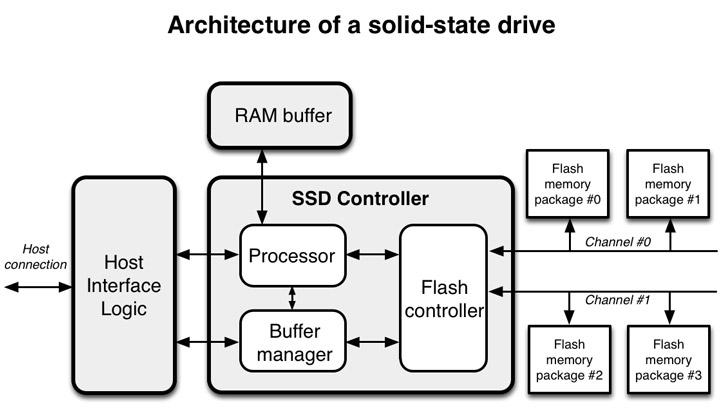 Architecture of a solid-state drive
RAM buffer
SSD Controller
Host
connection
Host
Interface
Logic
Processor
Buffer
manager
Flash
controller
Flash
memory
package #0
Flash
memory
package #1
Channel #0
Channel #1
Flash
memory
package #2
Flash
memory
package #3